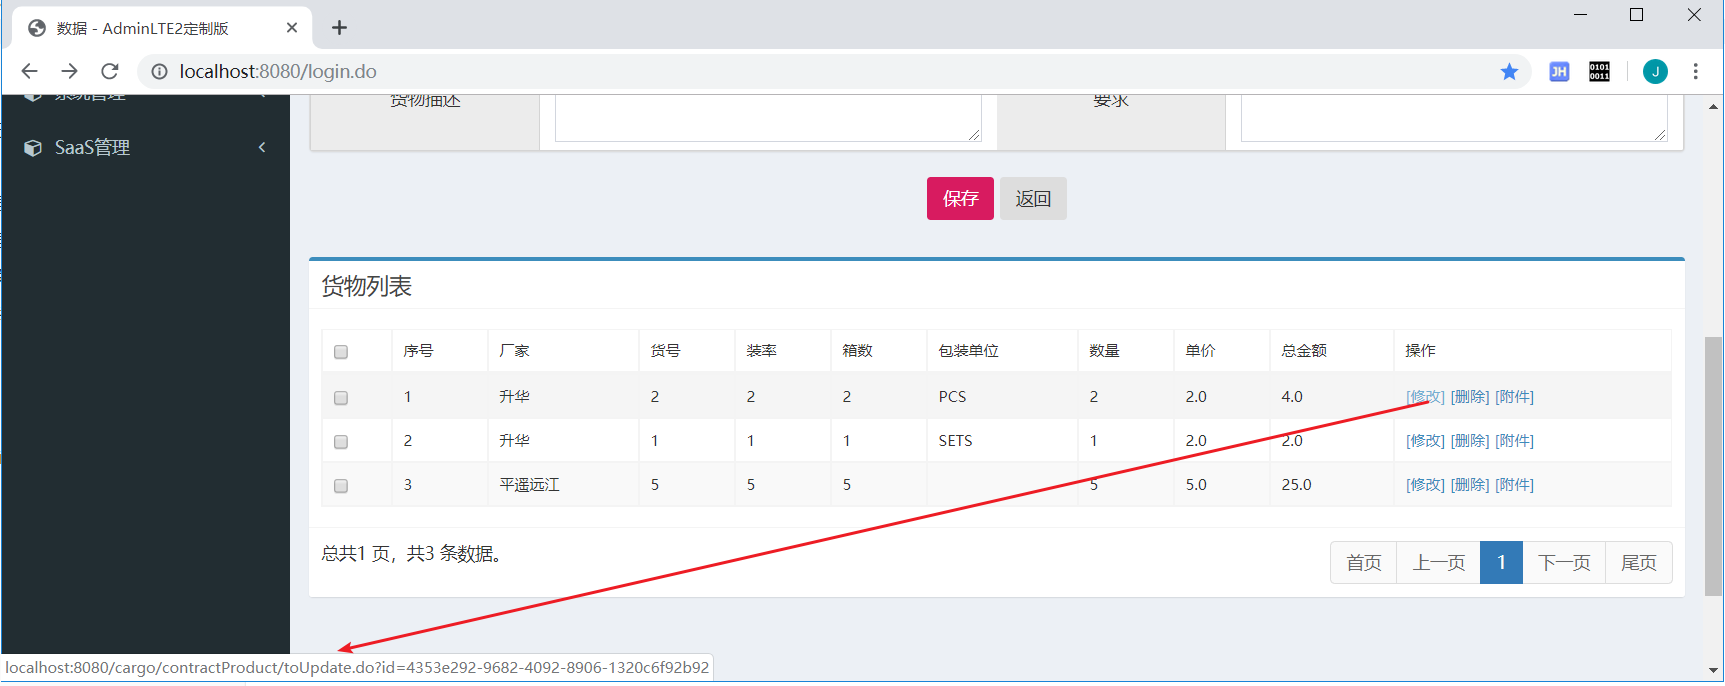 数据 - AdminLTE2定制版
localhost:8080/login.do
JH
0101
0011
J
系统管理
货物描述
要求
SaaS管理
保存 返回
货物列表
序号 厂家 货号 装率 箱数 包装单位 数量 单价 总金额 操作
1 升华 2 2 2 PCS 2 2.0 4.0 [修改] [删除] [附件]
2 升华 1 1 1 SETS 1 2.0 2.0 [修改] [删除] [附件]
3 平遥远江 5 5 5 5 5.0 25.0 [修改] [删除] [附件]
总共1 页，共3 条数据。
首页 上一页 1 下一页 尾页
localhost:8080/cargo/contractProduct/toUpdate.do?id=4353e292-9682-4092-8906-1320c6f92b92